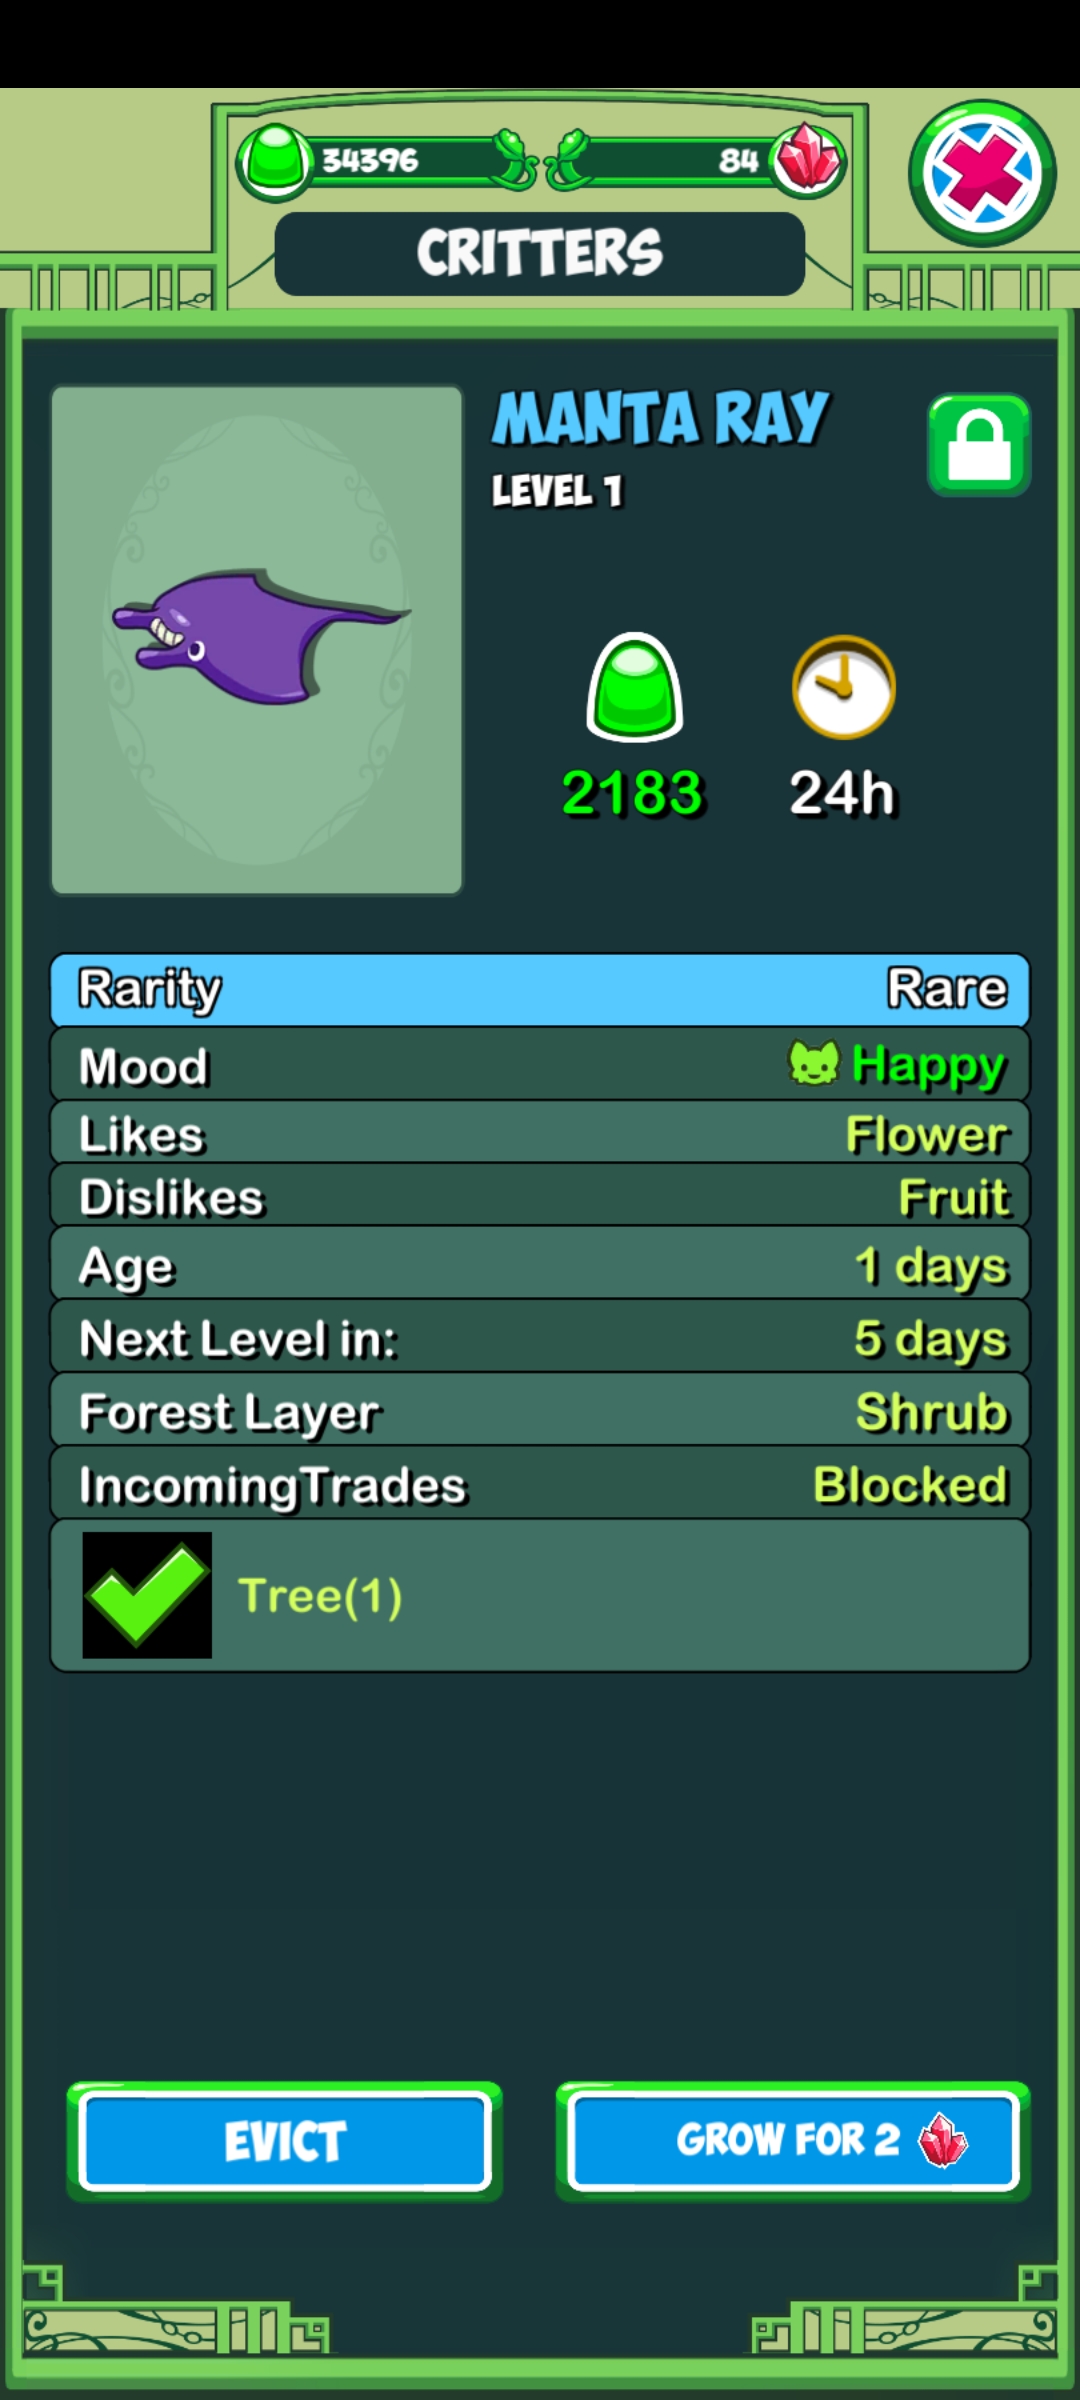 34396
84
CRITTERS
MANTA RAY
LEVEL 1
2183
24h
Rarity Rare
Mood Happy
Likes Flower
Dislikes Fruit
Age 1 days
Next Level in: 5 days
Forest Layer Shrub
IncomingTrades Blocked
Tree(1)
EVICT
GROW FOR 2